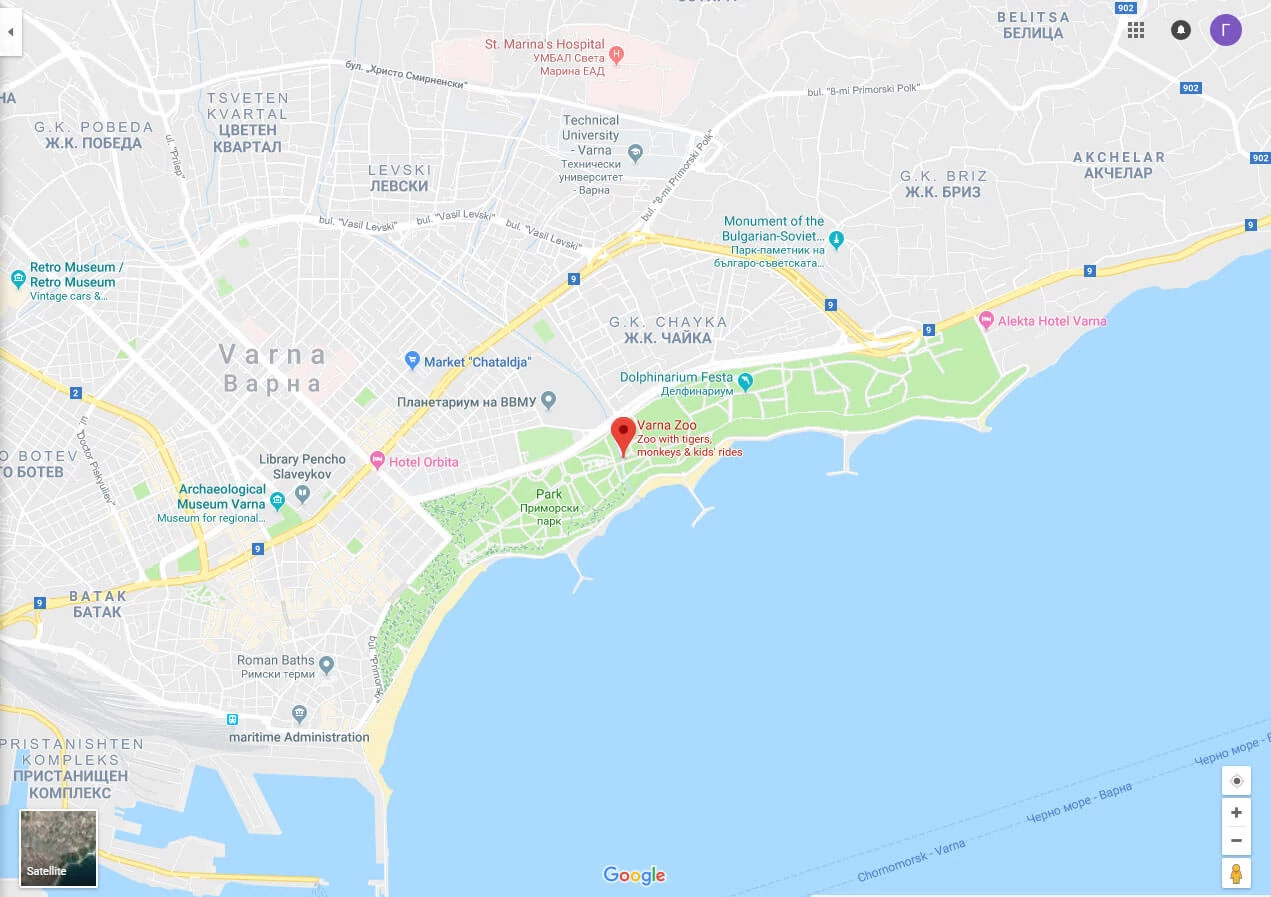 902
BELITSA
БЕЛИЦА
Г
St. Marina's Hospital
УМБАЛ Света
Марина ЕАД
H
бул. „Христо Смирненски“
bul. "8-mi Primorski Polk"
902
TSVETEN
KVARTAL
ЦВЕТЕН
КВАРТАЛ
G.K. POBEDA
Ж.К. ПОБЕДА
ul. "Prilep"
Technical
University
- Varna
Технически
университет
- Варна
bul. "8-mi Primorski Polk"
902
AKCHELAR
АКЧЕЛАР
LEVSKI
ЛЕВСКИ
G.K. BRIZ
Ж.К. БРИЗ
bul. "Vasil Levski"
bul. "Vasil Levski"
bul. "Vasil Levski"
Monument of the
Bulgarian-Soviet...
Парк-паметник на
българо-съветската...
9
9
9
9
9
Retro Museum /
Retro Museum
Vintage cars &...
G.K. CHAYKA
Ж.К. ЧАЙКА
Alekta Hotel Varna
Varna
Варна
Market "Chataldja"
Dolphinarium Festa
Делфинариум
2
Планетариум на ВВМУ
Varna Zoo
Zoo with tigers,
monkeys & kids' rides
ul. "Doctor Piskyuliev"
O BOTEV
ГО БОТЕВ
Library Pencho
Slaveykov
Hotel Orbita
Archaeological
Museum Varna
Museum for regional...
Park
Приморски
парк
9
9
BATAK
БАТАК
bul. "Primorski"
Roman Baths
Римски терми
maritime Administration
PRISTANISHTEN
KOMPLEKS
ПРИСТАНИЩЕН
КОМПЛЕКС
Черно море - В
Черно море - Варна
Chornomorsk - Varna
Satellite
Google